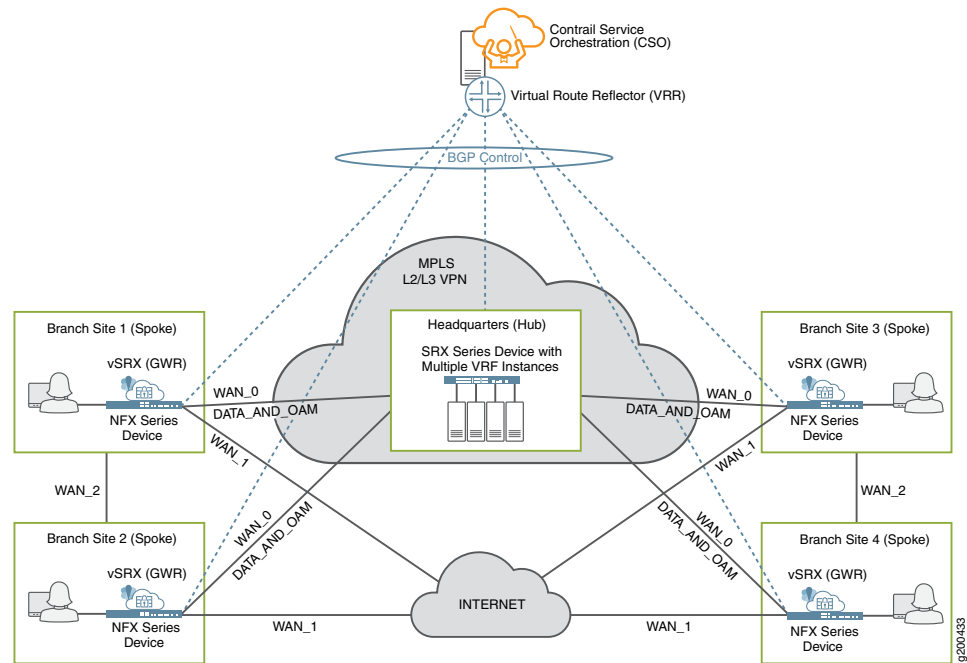 Contrail Service
Orchestration (CSO)
Virtual Route Reflector (VRR)
BGP Control
MPLS
L2/L3 VPN
Branch Site 1 (Spoke)
vSRX (GWR)
NFX Series
Device
WAN_0
DATA_AND_OAM
WAN_1
Headquarters (Hub)
SRX Series Device with
Multiple VRF Instances
Branch Site 3 (Spoke)
vSRX (GWR)
NFX Series
Device
WAN_0
DATA_AND_OAM
WAN_1
WAN_2
WAN_2
Branch Site 2 (Spoke)
vSRX (GWR)
NFX Series
Device
WAN_0
DATA_AND_OAM
WAN_1
INTERNET
Branch Site 4 (Spoke)
vSRX (GWR)
NFX Series
Device
WAN_0
DATA_AND_OAM
WAN_1
g200433